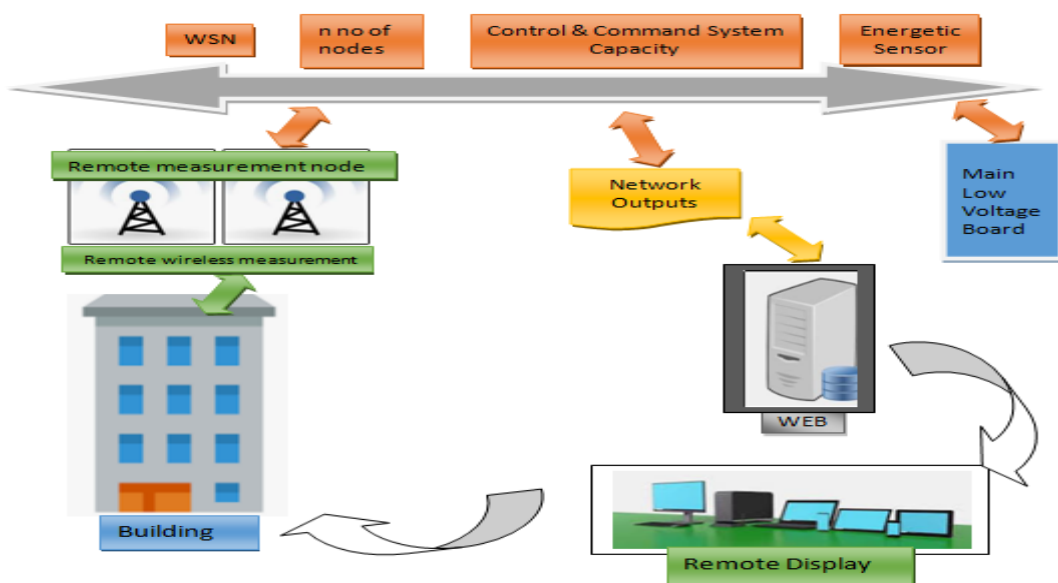 WSN
n no of
nodes
Control & Command System
Capacity
Energetic
Sensor
Remote measurement node
Remote wireless measurement
Network
Outputs
Main
Low
Voltage
Board
WEB
Building
Remote Display